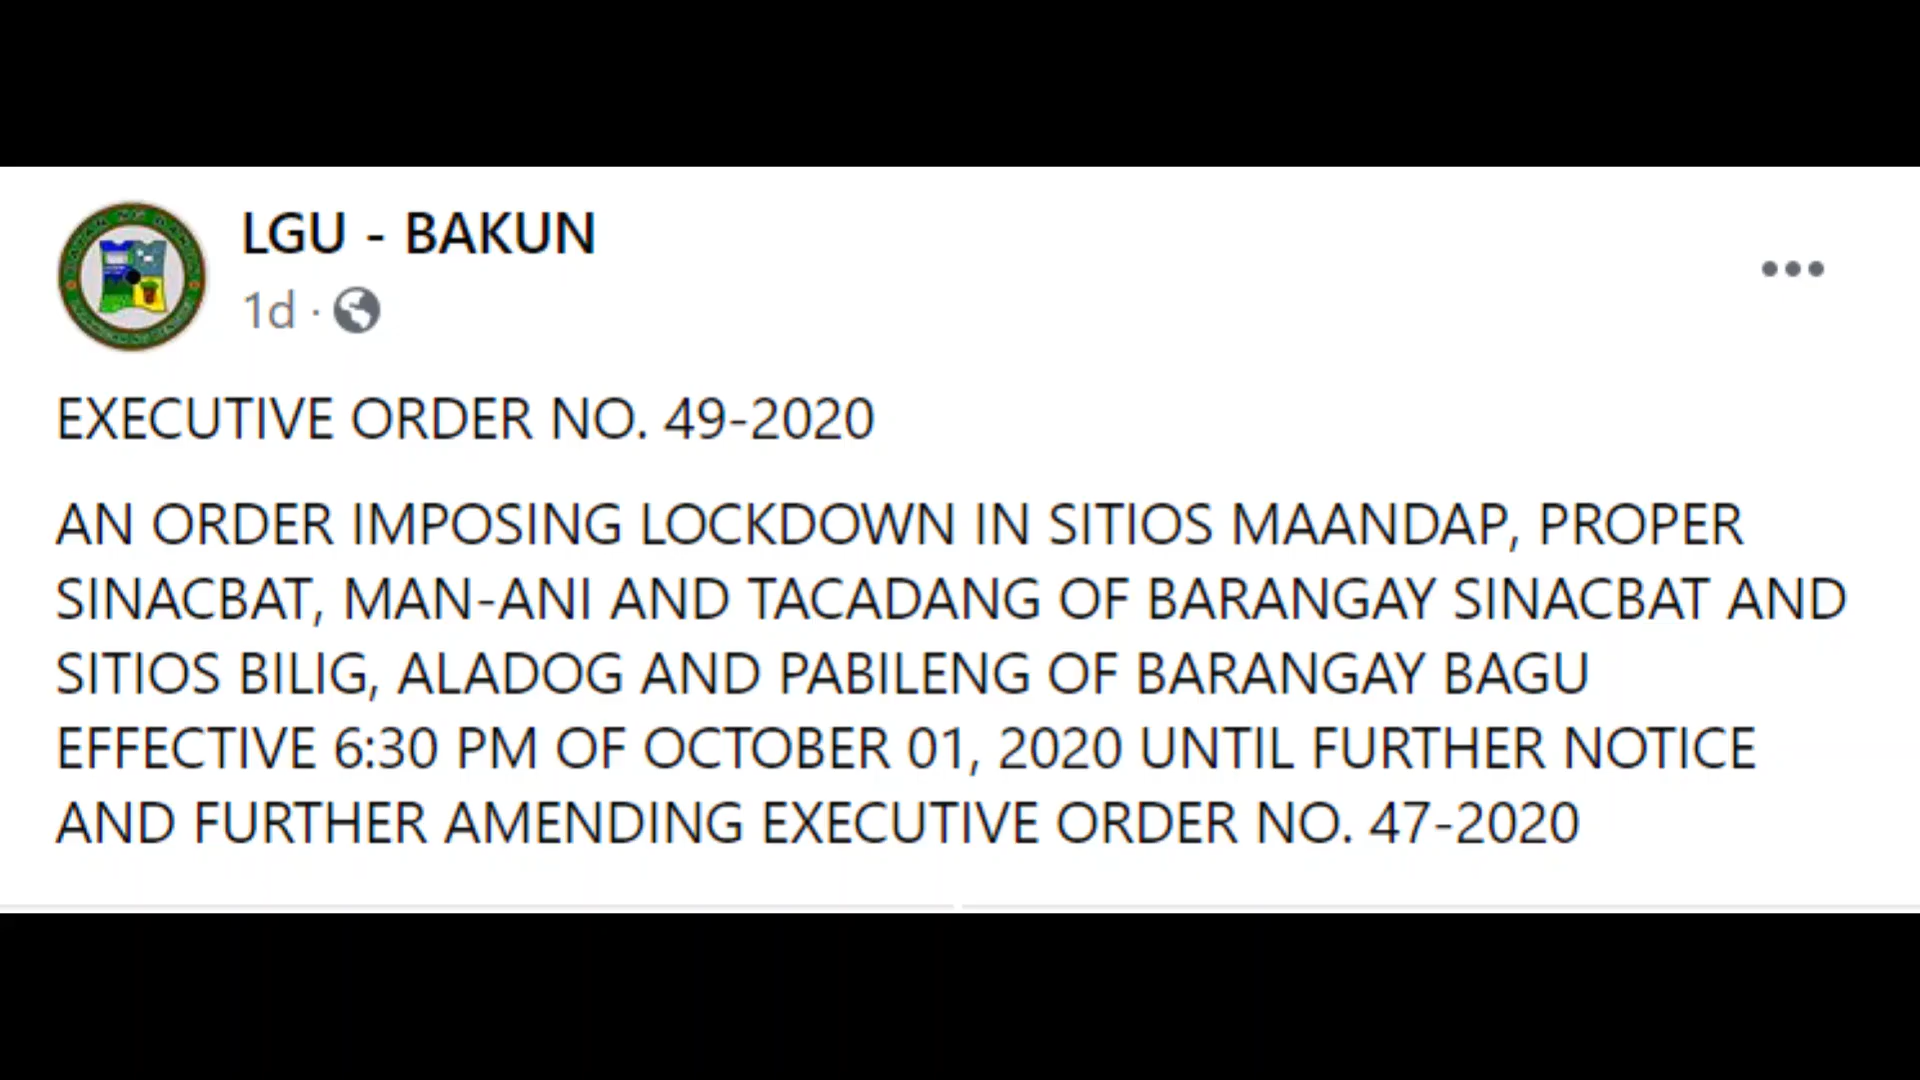 LGU - BAKUN
1d ·
EXECUTIVE ORDER NO. 49-2020
AN ORDER IMPOSING LOCKDOWN IN SITIOS MAANDAP, PROPER
SINACBAT, MAN-ANI AND TACADANG OF BARANGAY SINACBAT AND
SITIOS BILIG, ALADOG AND PABILENG OF BARANGAY BAGU
EFFECTIVE 6:30 PM OF OCTOBER 01, 2020 UNTIL FURTHER NOTICE
AND FURTHER AMENDING EXECUTIVE ORDER NO. 47-2020